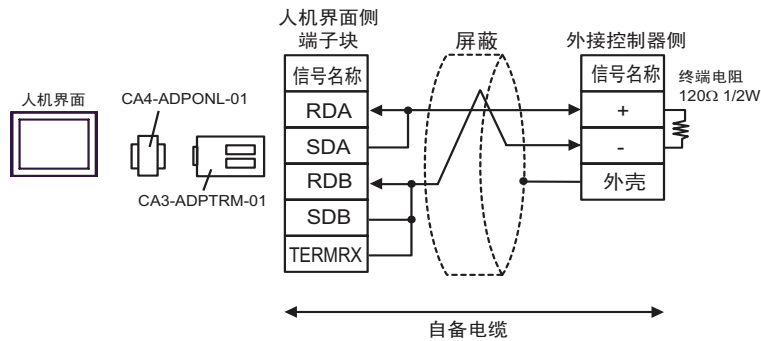 人机界面侧
端子块
屏蔽
外接控制器侧
人机界面
CA4-ADPONL-01
CA3-ADPTRM-01
信号名称
RDA
SDA
RDB
SDB
TERMRX
信号名称
+
-
外壳
终端电阻
120Ω 1/2W
自备电缆